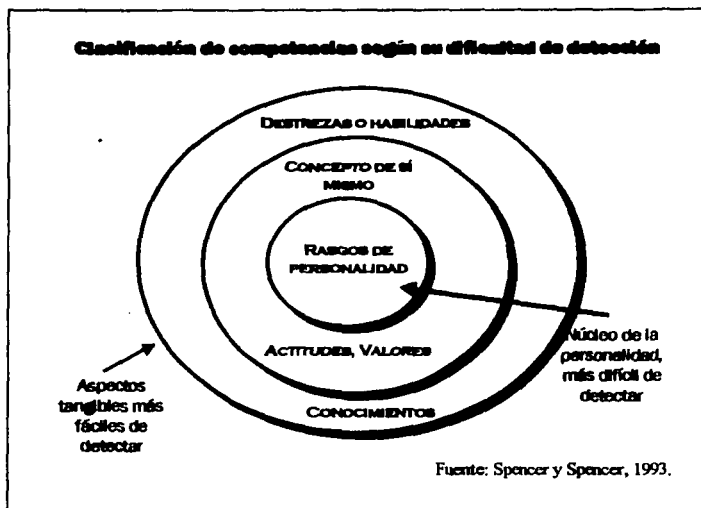 Clasificación de competencias según su dificultad de detección
DESTREZAS O HABILIDADES
CONCEPTO DE SÍ
MISMO
RASGOS DE
PERSONALIDAD
ACTITUDES, VALORES
CONOCIMIENTOS
Aspectos
tangibles más
fáciles de
detectar
Núcleo de la
personalidad,
más difícil de
detectar
Fuente: Spencer y Spencer, 1993.